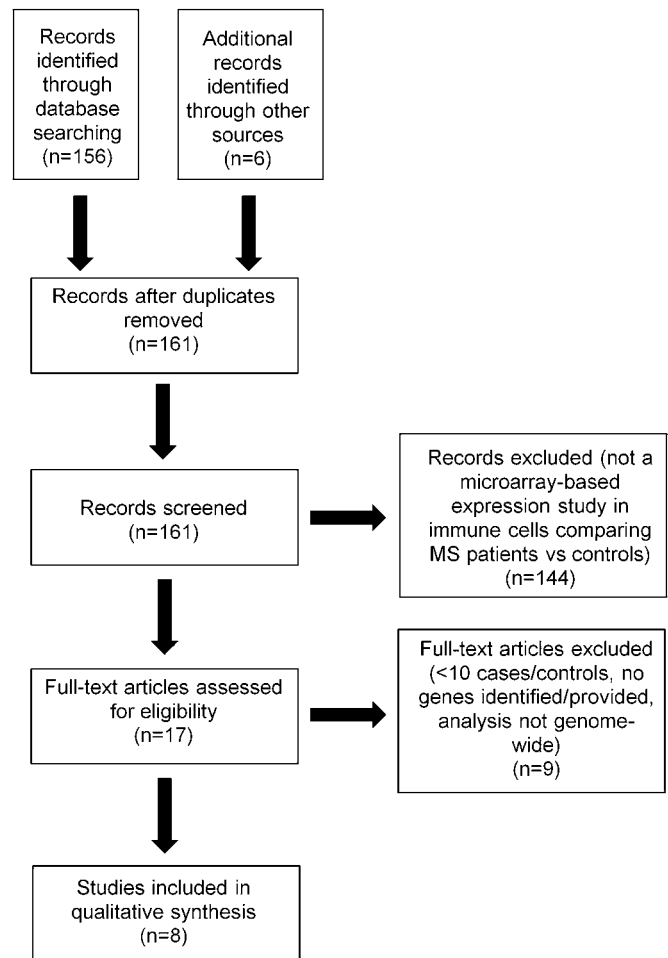 Records
identified
through
database
searching
(n=156)
Additional
records
identified
through other
sources
(n=6)
Records after duplicates
removed
(n=161)
Records screened
(n=161)
Records excluded (not a
microarray-based
expression study in
immune cells comparing
MS patients vs controls)
(n=144)
Full-text articles assessed
for eligibility
(n=17)
Full-text articles excluded
(<10 cases/controls, no
genes identified/provided,
analysis not genome-
wide)
(n=9)
Studies included in
qualitative synthesis
(n=8)